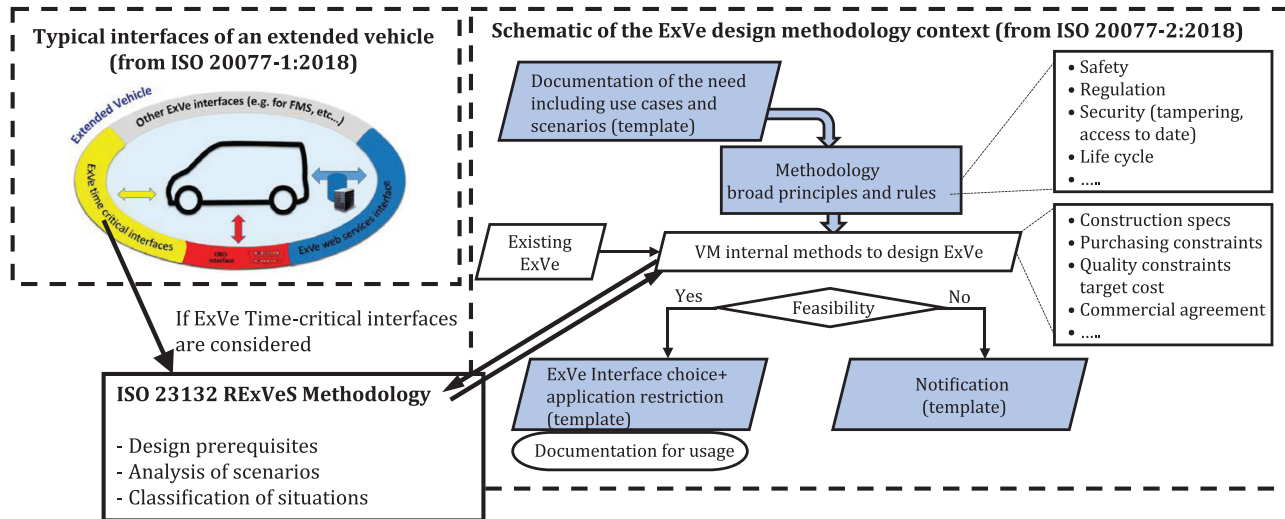 Typical interfaces of an extended vehicle
(from ISO 20077-1:2018)
Extended Vehicle
Other ExVe interfaces (e.g. for FMS, etc...)
ExVe time critical interfaces
OBD
interface
ExVe web services interface
If ExVe Time-critical interfaces
are considered
ISO 23132 RExVeS Methodology
- Design prerequisites
- Analysis of scenarios
- Classification of situations
Schematic of the ExVe design methodology context (from ISO 20077-2:2018)
Documentation of the need
including use cases and
scenarios (template)
Methodology
broad principles and rules
• Safety
• Regulation
• Security (tampering,
access to date)
• Life cycle
• .....
Existing
ExVe
VM internal methods to design ExVe
• Construction specs
• Purchasing constraints
• Quality constraints
target cost
• Commercial agreement
• .....
Yes
Feasibility
No
ExVe Interface choice+
application restriction
(template)
Documentation for usage
Notification
(template)